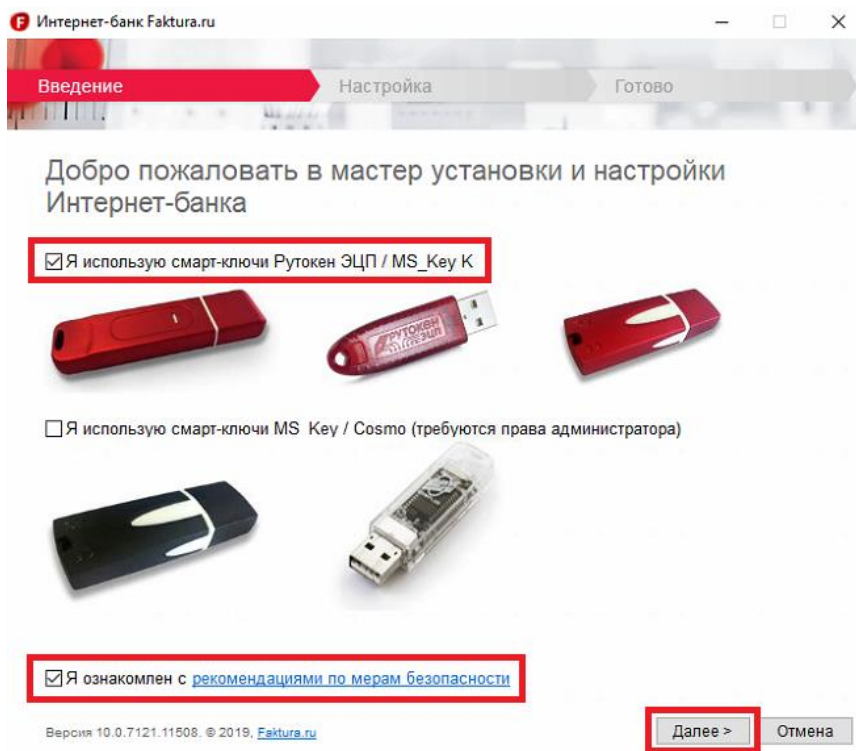 Интернет-банк Faktura.ru
Введение
Настройка
Готово
Добро пожаловать в мастер установки и настройки
Интернет-банка
Я использую смарт-ключи Рутокен ЭЦП / MS_Key K
РУТОКЕН
ЭЦП
Я использую смарт-ключи MS_Key / Cosmo (требуются права администратора)
Я ознакомлен с рекомендациями по мерам безопасности
Версия 10.0.7121.11508. © 2019, Faktura.ru
Далее >
Отмена